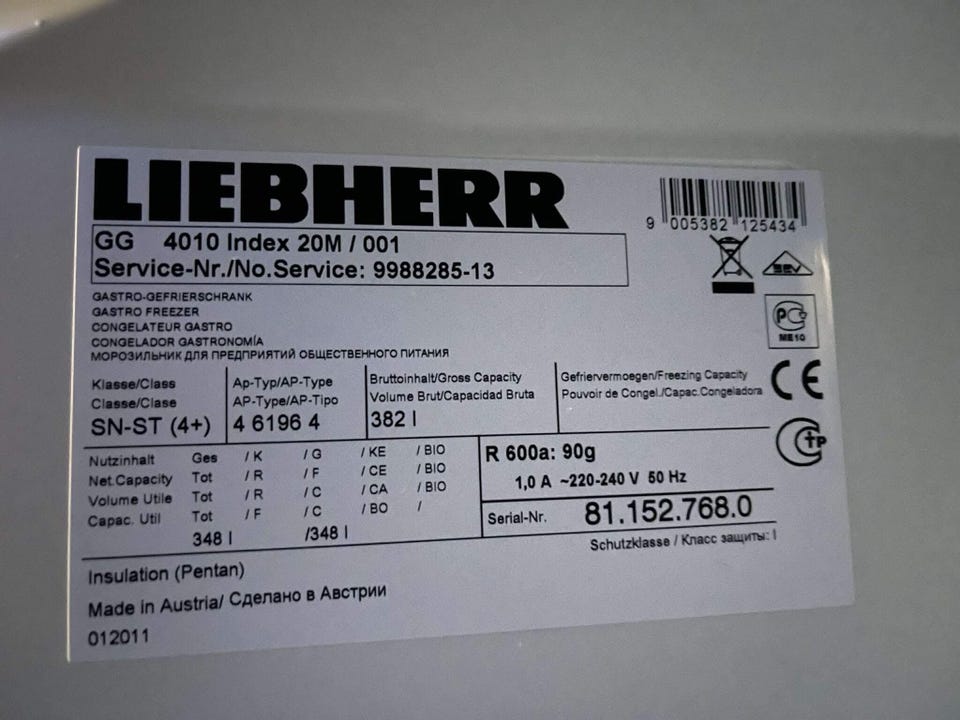 LIEBHERR
9 005382 125434
GG 4010 Index 20M / 001
Service-Nr./No.Service: 9988285-13
GASTRO-GEFRIERSCHRANK
GASTRO FREEZER
CONGELATEUR GASTRO
CONGELADOR GASTRONOMÍA
МОРОЗИЛЬНИК ДЛЯ ПРЕДПРИЯТИЙ ОБЩЕСТВЕННОГО ПИТАНИЯ
SEV
PC
ME10
CE
Klasse/Class
Classe/Clase
SN-ST (4+)
Ap-Typ/AP-Type
AP-Type/AP-Tipo
4 6196 4
Bruttoinhalt/Gross Capacity
Volume Brut/Capacidad Bruta
382 l
Gefriervermoegen/Freezing Capacity
Pouvoir de Congel./Capac.Congeladora
CTP
Nutzinhalt Ges / K / G / KE / BIO
Net.Capacity Tot / R / F / CE / BIO
Volume Utile Tot / R / C / CA / BIO
Capac. Util Tot / F / C / BO /
348 l /348 l
R 600a: 90g
1,0 A ~220-240 V 50 Hz
Serial-Nr. 81.152.768.0
Schutzklasse / Класс защиты: I
Insulation (Pentan)
Made in Austria/ Сделано в Австрии
012011